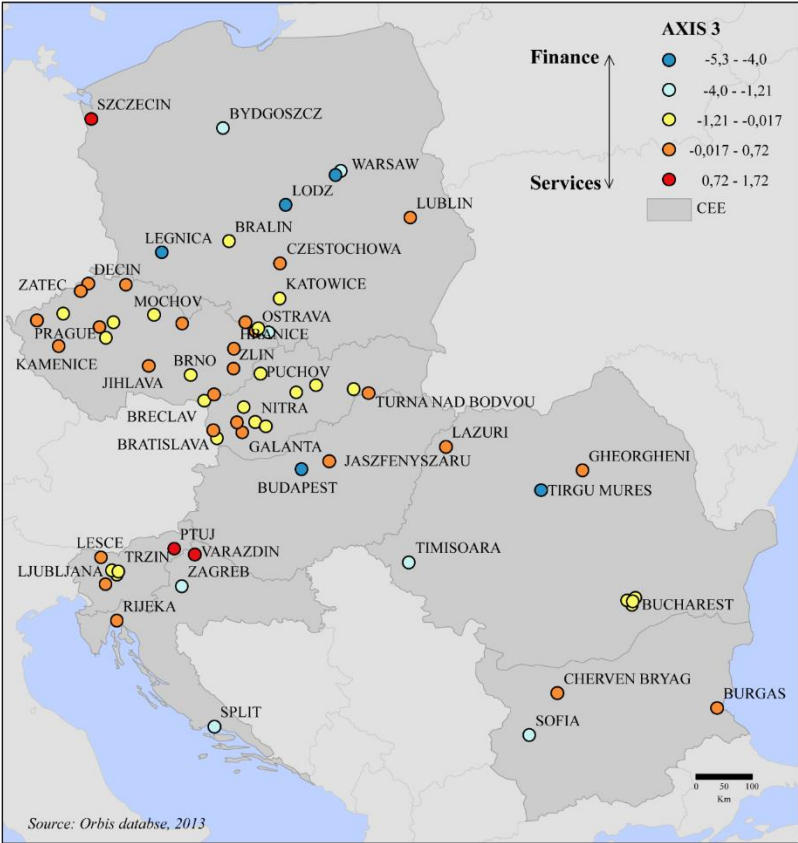 AXIS 3
Finance
-5,3 - -4,0
-4,0 - -1,21
-1,21 - -0,017
-0,017 - 0,72
Services
0,72 - 1,72
CEE
SZCZECIN
BYDGOSZCZ
WARSAW
LODZ
LUBLIN
BRALIN
LEGNICA
CZESTOCHOWA
DECIN
ZATEC
KATOWICE
MOCHOV
OSTRAVA
PRAGUE
HRANICE
ZLIN
KAMENICE
BRNO
PUCHOV
JIHLAVA
BRECLAV
NITRA
TURNA NAD BODVOU
BRATISLAVA
GALANTA
LAZURI
JASZFENYSZARU
GHEORGHENI
BUDAPEST
TIRGU MURES
PTUJ
LESCE
TRZIN
VARAZDIN
TIMISOARA
LJUBLJANA
ZAGREB
RIJEKA
BUCHAREST
CHERVEN BRYAG
BURGAS
SPLIT
SOFIA
0 50 100
Km
Source: Orbis databse, 2013